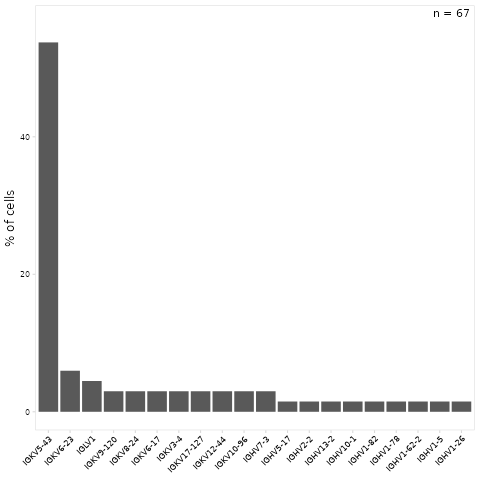 n = 67
% of cells
40
20
0
IGKV5-43
IGKV6-23
IGLV1
IGKV9-120
IGKV8-24
IGKV6-17
IGKV3-4
IGKV17-127
IGKV12-44
IGKV10-96
IGHV7-3
IGHV5-17
IGHV2-2
IGHV13-2
IGHV10-1
IGHV1-82
IGHV1-78
IGHV1-62-2
IGHV1-5
IGHV1-26